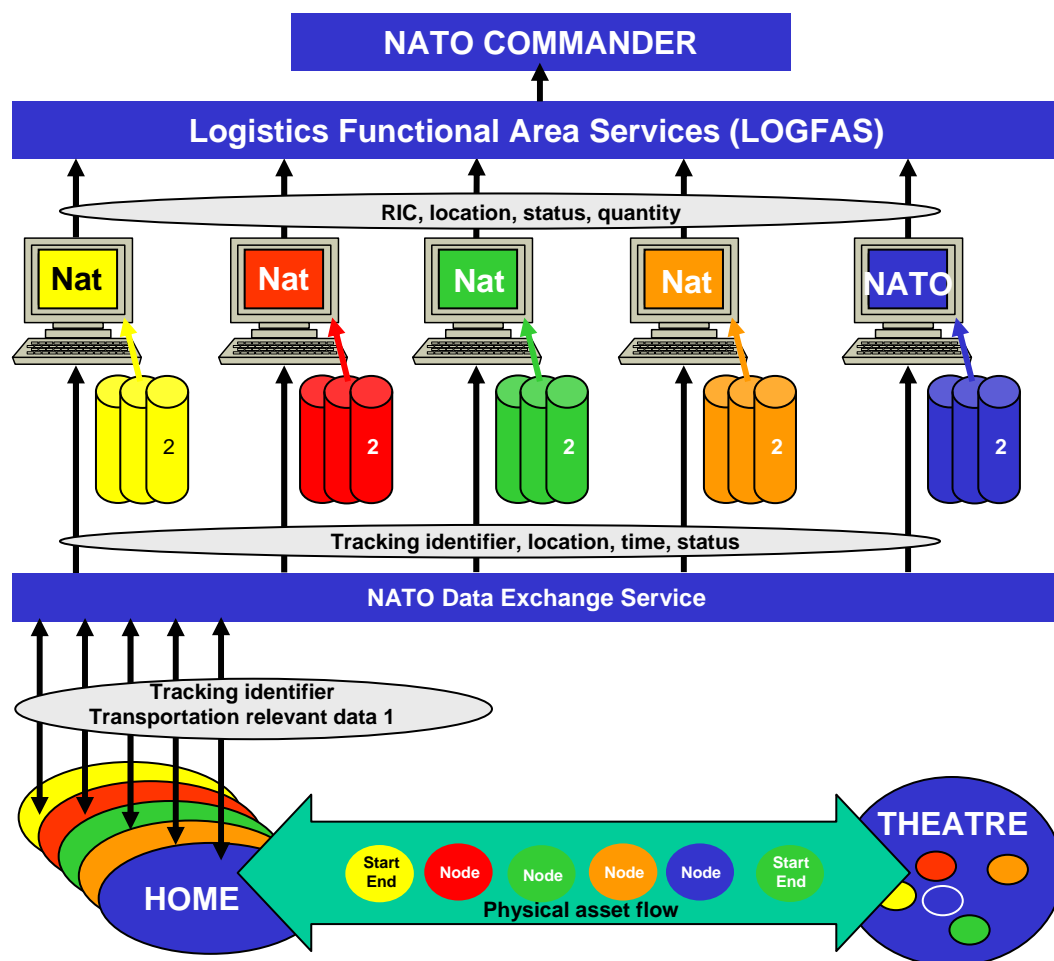 NATO COMMANDER
Logistics Functional Area Services (LOGFAS)
RIC, location, status, quantity
Nat
Nat
Nat
Nat
NATO
2
2
2
2
2
Tracking identifier, location, time, status
NATO Data Exchange Service
Tracking identifier
Transportation relevant data 1
HOME
Start
End
Node
Node
Node
Node
Start
End
Physical asset flow
THEATRE